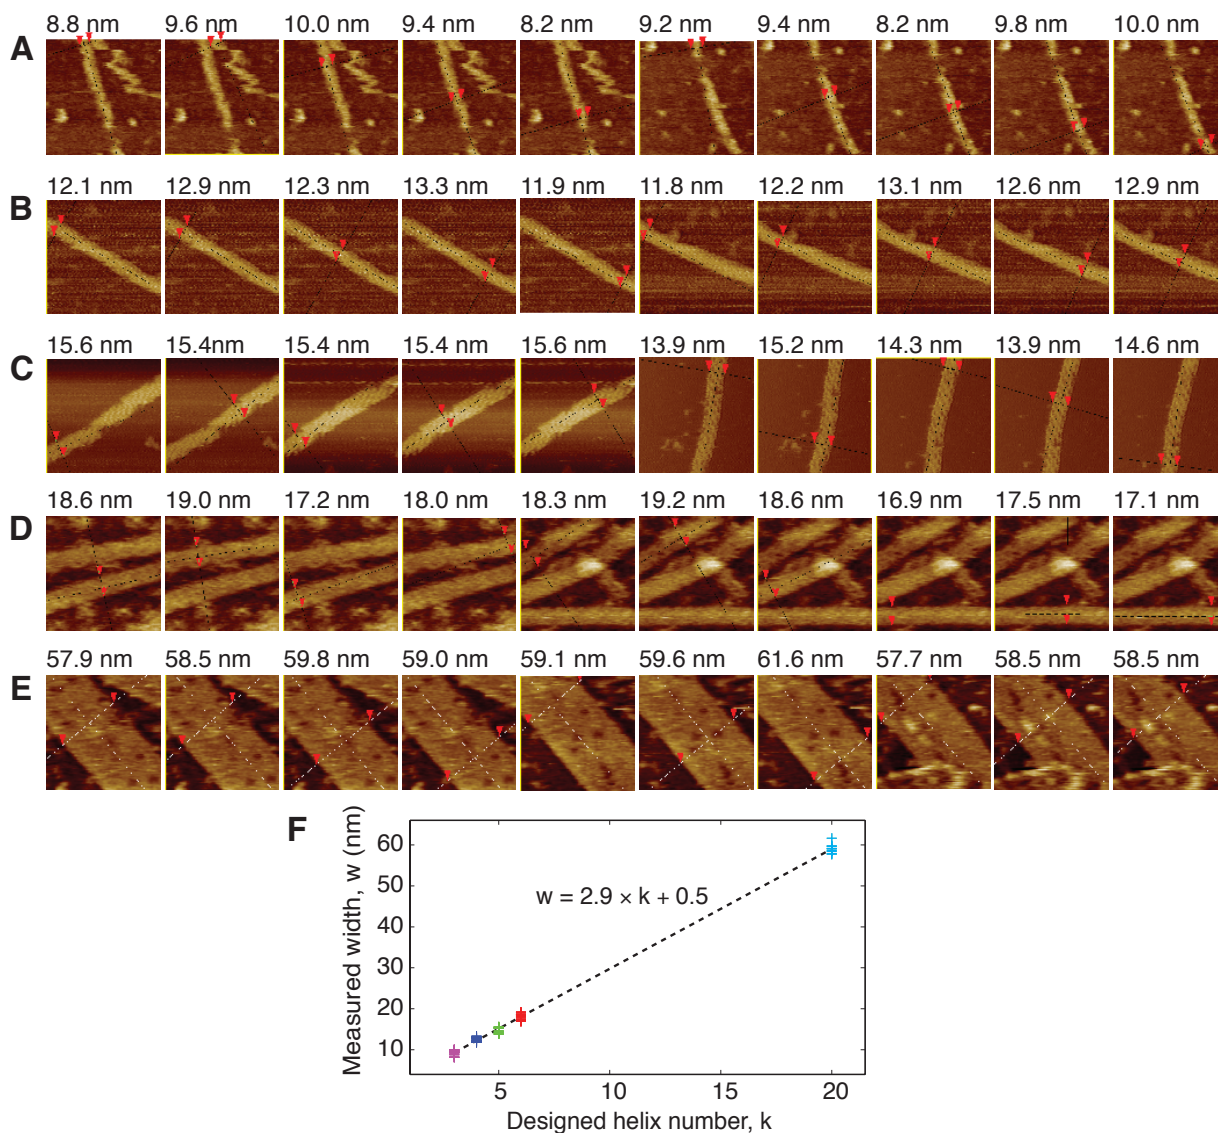 8.8 nm 9.6 nm 10.0 nm 9.4 nm 8.2 nm 9.2 nm 9.4 nm 8.2 nm 9.8 nm 10.0 nm
A
12.1 nm 12.9 nm 12.3 nm 13.3 nm 11.9 nm 11.8 nm 12.2 nm 13.1 nm 12.6 nm 12.9 nm
B
15.6 nm 15.4nm 15.4 nm 15.4 nm 15.6 nm 13.9 nm 15.2 nm 14.3 nm 13.9 nm 14.6 nm
C
18.6 nm 19.0 nm 17.2 nm 18.0 nm 18.3 nm 19.2 nm 18.6 nm 16.9 nm 17.5 nm 17.1 nm
D
57.9 nm 58.5 nm 59.8 nm 59.0 nm 59.1 nm 59.6 nm 61.6 nm 57.7 nm 58.5 nm 58.5 nm
E
F
Measured width, w (nm)
60
50
40
30
20
10
w = 2.9 × k + 0.5
5 10 15 20
Designed helix number, k